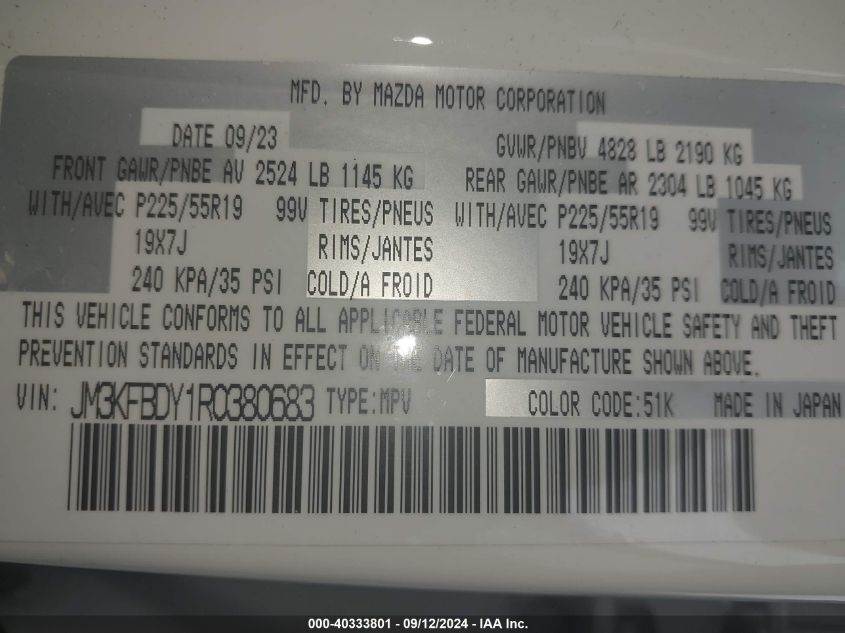 MFD. BY MAZDA MOTOR CORPORATION
DATE 09/23 GVWR/PNBV 4828 LB 2190 KG
FRONT GAWR/PNBE AV 2524 LB 1145 KG REAR GAWR/PNBE AR 2304 LB 1045 KG
WITH/AVEC P225/55R19 99V TIRES/PNEUS WITH/AVEC P225/55R19 99V TIRES/PNEUS
19X7J RIMS/JANTES 19X7J RIMS/JANTES
240 KPA/35 PSI COLD/A FROID 240 KPA/35 PSI COLD/A FROID
THIS VEHICLE CONFORMS TO ALL APPLICABLE FEDERAL MOTOR VEHICLE SAFETY AND THEFT
PREVENTION STANDARDS IN EFFECT ON THE DATE OF MANUFACTURE SHOWN ABOVE.
VIN: JM3KFBDY1R0380683 TYPE:MPV COLOR CODE:51K MADE IN JAPAN
000-40333801 - 09/12/2024 - IAA Inc.